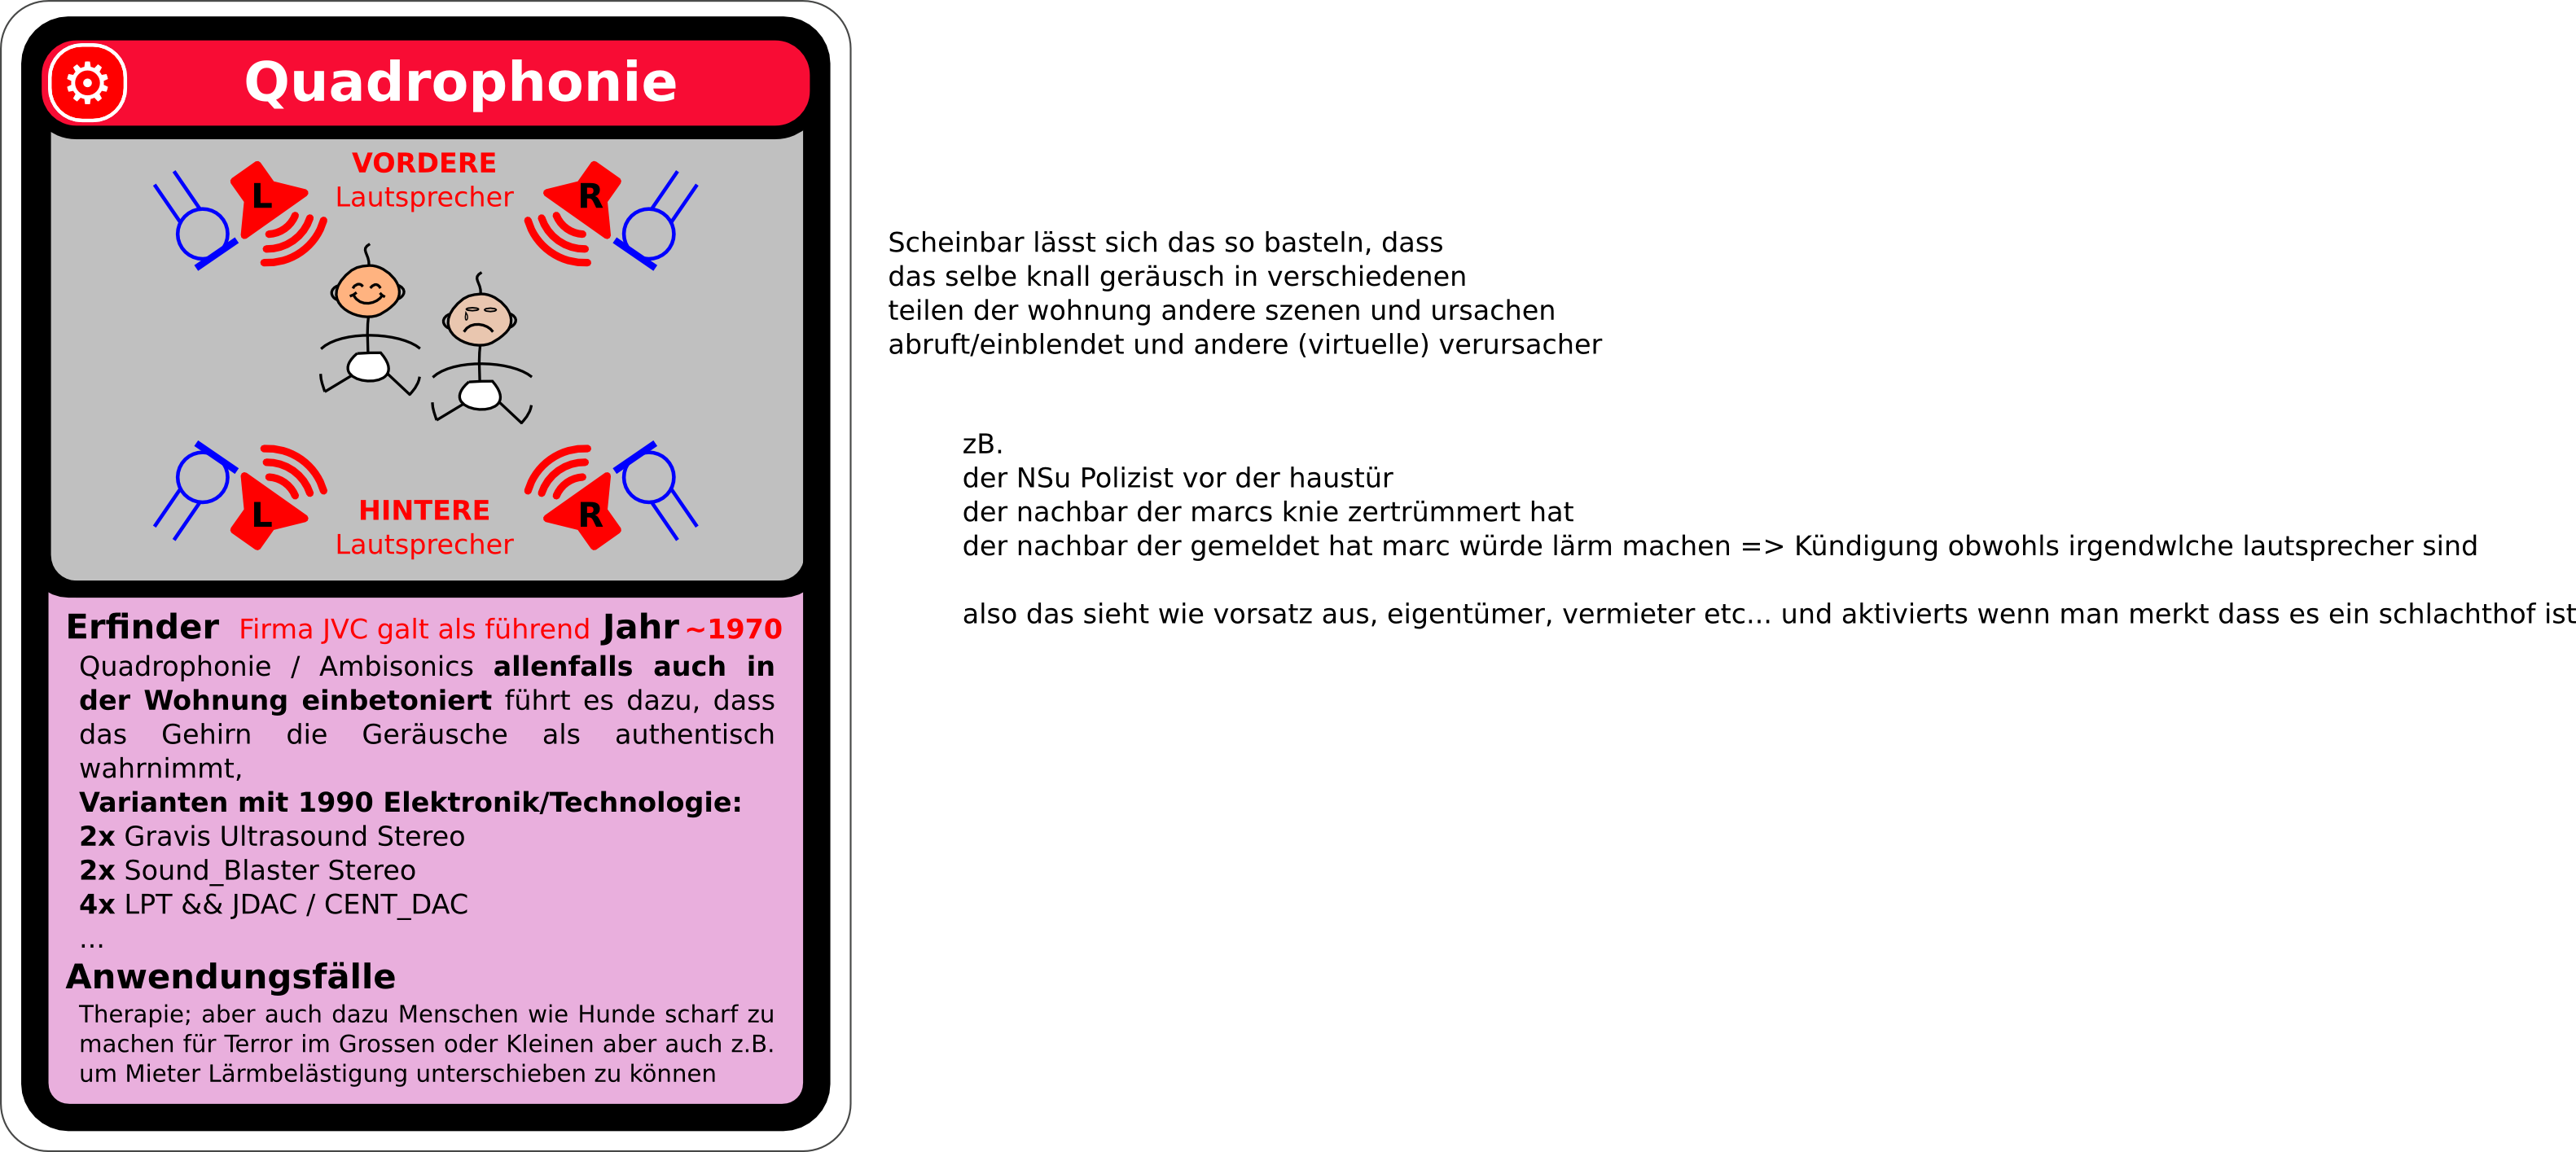 Quadrophonie
VORDERE
Lautsprecher
L
R
L
R
HINTERE
Lautsprecher
Erfinder Firma JVC galt als führend Jahr ~1970
Quadrophonie / Ambisonics allenfalls auch in
der Wohnung einbetoniert führt es dazu, dass
das Gehirn die Geräusche als authentisch
wahrnimmt,
Varianten mit 1990 Elektronik/Technologie:
2x Gravis Ultrasound Stereo
2x Sound_Blaster Stereo
4x LPT && JDAC / CENT_DAC
...
Anwendungsfälle
Therapie; aber auch dazu Menschen wie Hunde scharf zu
machen für Terror im Grossen oder Kleinen aber auch z.B.
um Mieter Lärmbelästigung unterschieben zu können
Scheinbar lässt sich das so basteln, dass
das selbe knall geräusch in verschiedenen
teilen der wohnung andere szenen und ursachen
abruft/einblendet und andere (virtuelle) verursacher
zB.
der NSu Polizist vor der haustür
der nachbar der marcs knie zertrümmert hat
der nachbar der gemeldet hat marc würde lärm machen => Kündigung obwohls irgendwlche lautsprecher sind
also das sieht wie vorsatz aus, eigentümer, vermieter etc... und aktivierts wenn man merkt dass es ein schlachthof ist